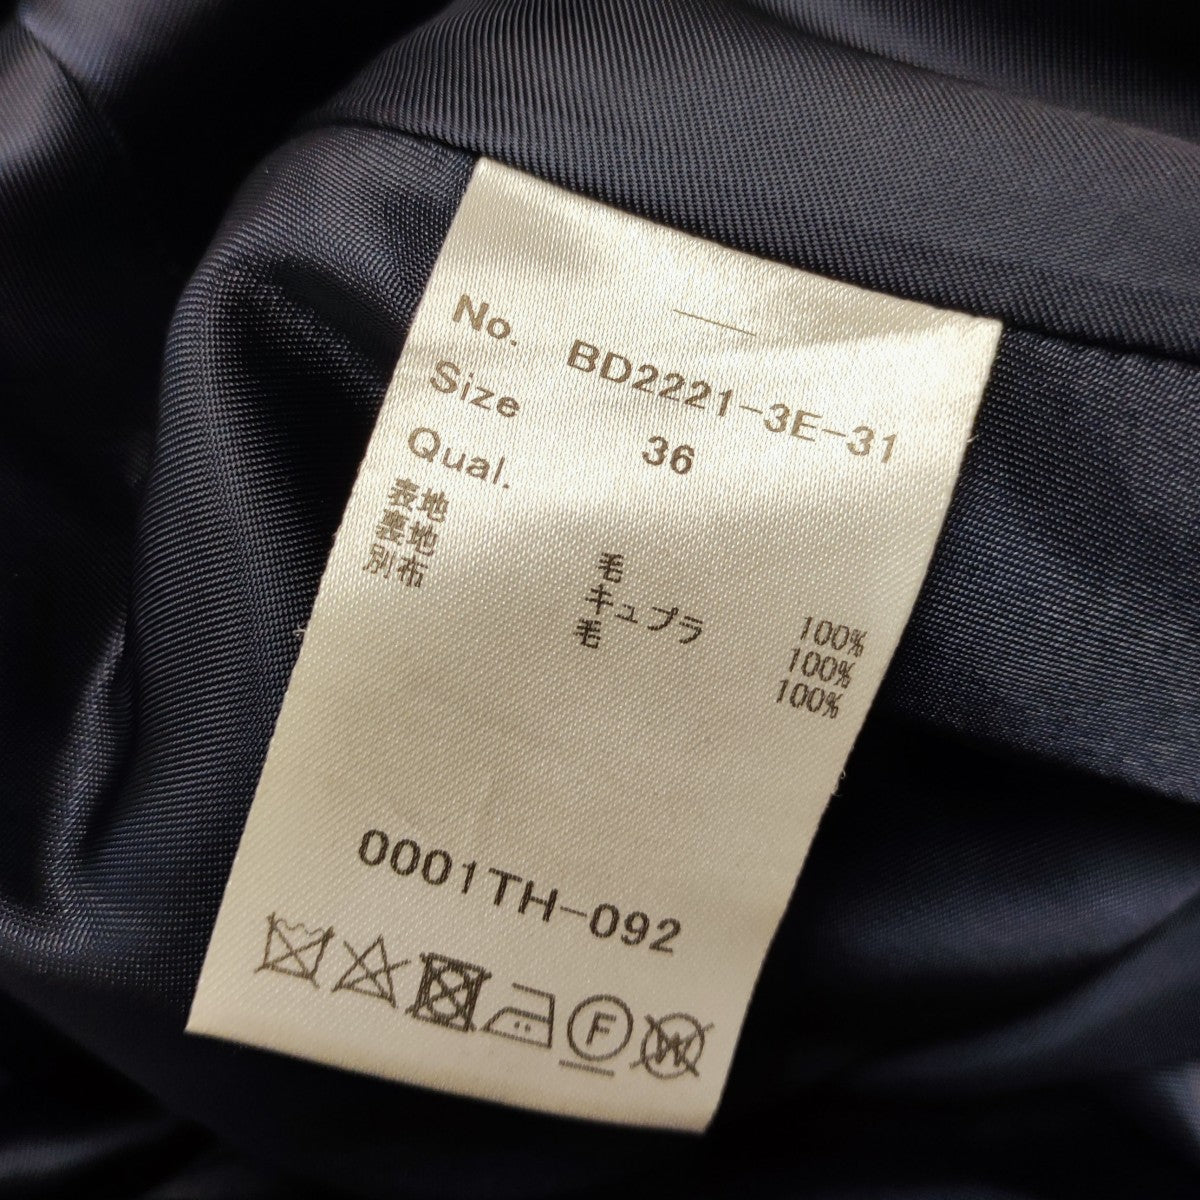 No. BD2221-3E-31
Size 36
Qual.
表地 毛 100%
裏地 キュプラ 100%
別布 毛 100%
0001TH-092
F W